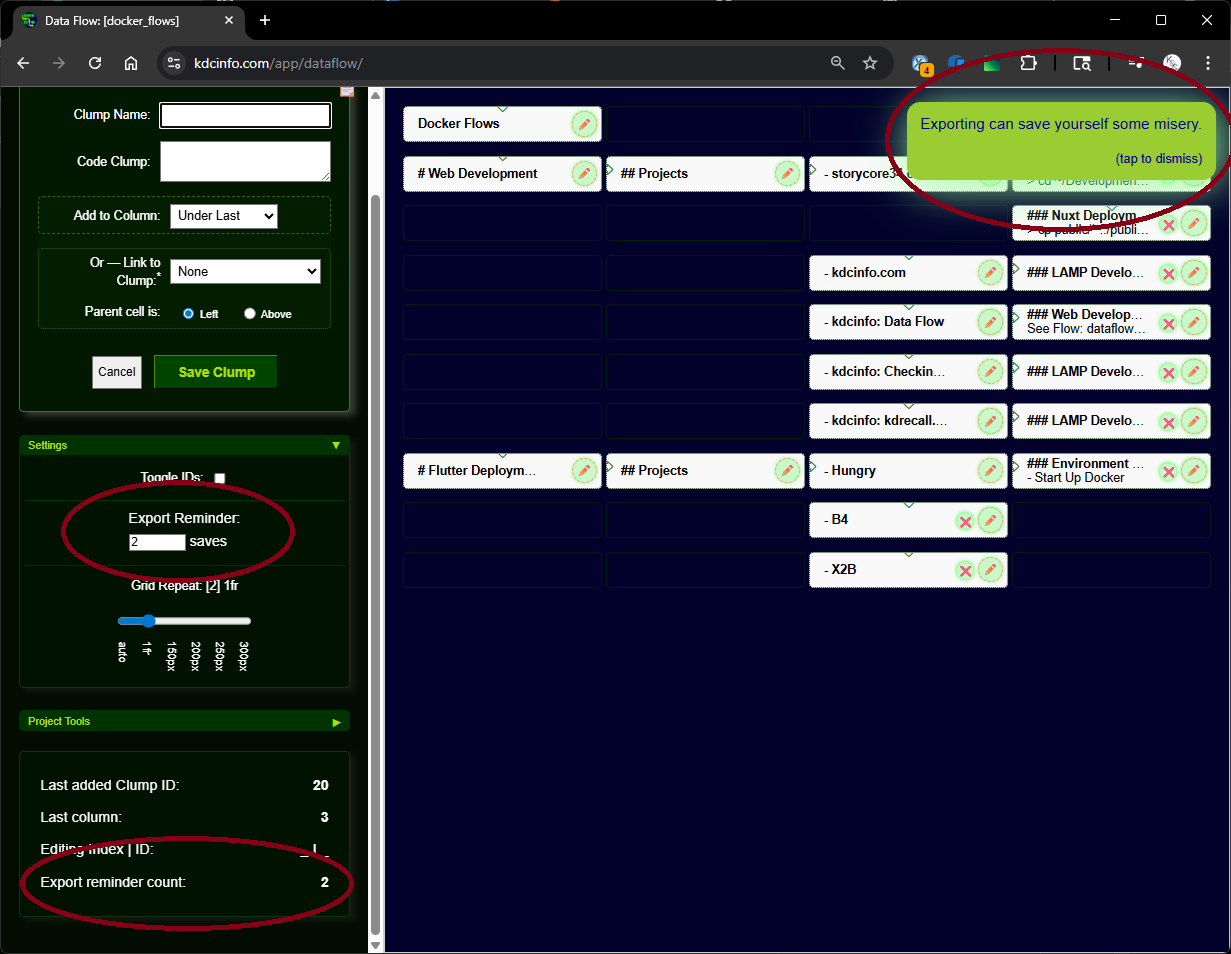 Data Flow: [docker_flows]
kdcinfo.com/app/dataflow/
4
Clump Name:
Code Clump:
Add to Column:
Under Last
Or — Link to
Clump:*
None
Parent cell is:
Left
Above
Cancel
Save Clump
Settings
Toggle IDs:
Export Reminder:
2
saves
Grid Repeat: [2] 1fr
auto
1fr
150px
200px
250px
300px
Project Tools
Last added Clump ID:
20
Last column:
3
Editing Index | ID:
_ | _
Export reminder count:
2
Exporting can save yourself some misery.
(tap to dismiss)
Docker Flows
# Web Development
## Projects
- storycore3
> cd ~/Developmen…
### Nuxt Deploym…
> cp public/* ../publi…
- kdcinfo.com
### LAMP Develo…
- kdcinfo: Data Flow
### Web Develop…
See Flow: dataflow…
- kdcinfo: Checkin…
### LAMP Develo…
- kdcinfo: kdrecall.…
### LAMP Develo…
# Flutter Deploym…
## Projects
- Hungry
### Environment …
- Start Up Docker
- B4
- X2B